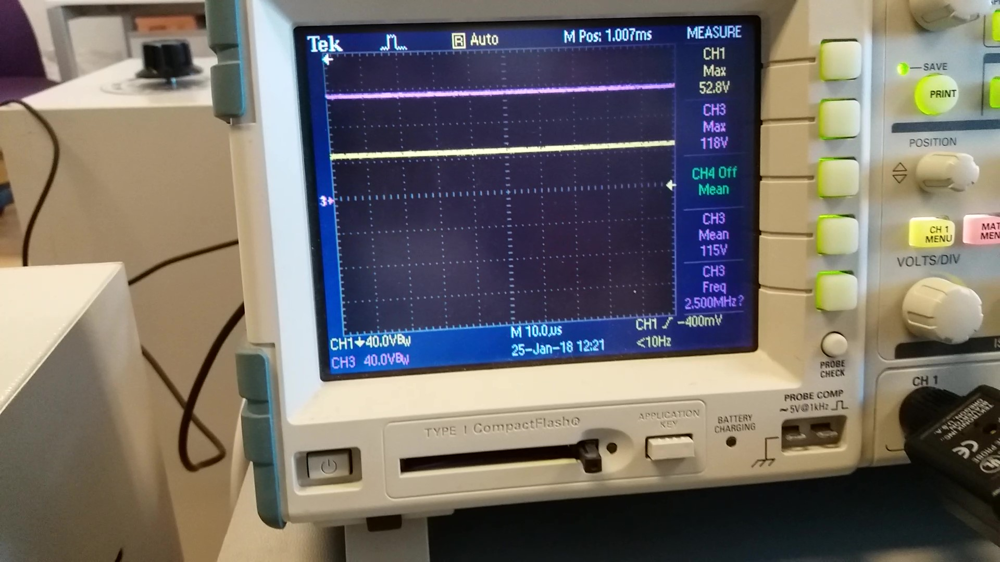 Tek
R Auto
M Pos: 1.007ms
MEASURE
CH1
Max
52.8V
CH3
Max
118V
CH4 Off
Mean
CH3
Mean
115V
CH3
Freq
2.500MHz?
3
CH1 40.0VBW
M 10.0µs
CH1 -400mV
CH3 40.0VBW
25-Jan-18 12:21
<10Hz
SAVE
PRINT
POSITION
CH 1
MENU
MAT
MEN
VOLTS/DIV
PROBE
CHECK
CH 1
PROBE COMP
~5V@1kHz
TYPE I CompactFlash®
APPLICATION
KEY
BATTERY
CHARGING
CE
UL